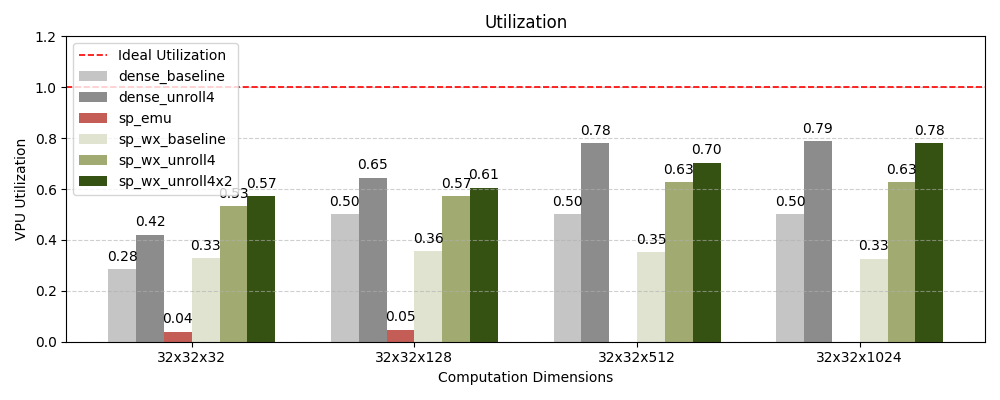 Utilization
VPU Utilization
1.2
1.0
0.8
0.6
0.4
0.2
0.0
Ideal Utilization
dense_baseline
dense_unroll4
sp_emu
sp_wx_baseline
sp_wx_unroll4
sp_wx_unroll4x2
0.28
0.42
0.04
0.33
0.53
0.57
0.50
0.65
0.05
0.36
0.57
0.61
0.50
0.78
0.35
0.63
0.70
0.50
0.79
0.33
0.63
0.78
32x32x32
32x32x128
32x32x512
32x32x1024
Computation Dimensions